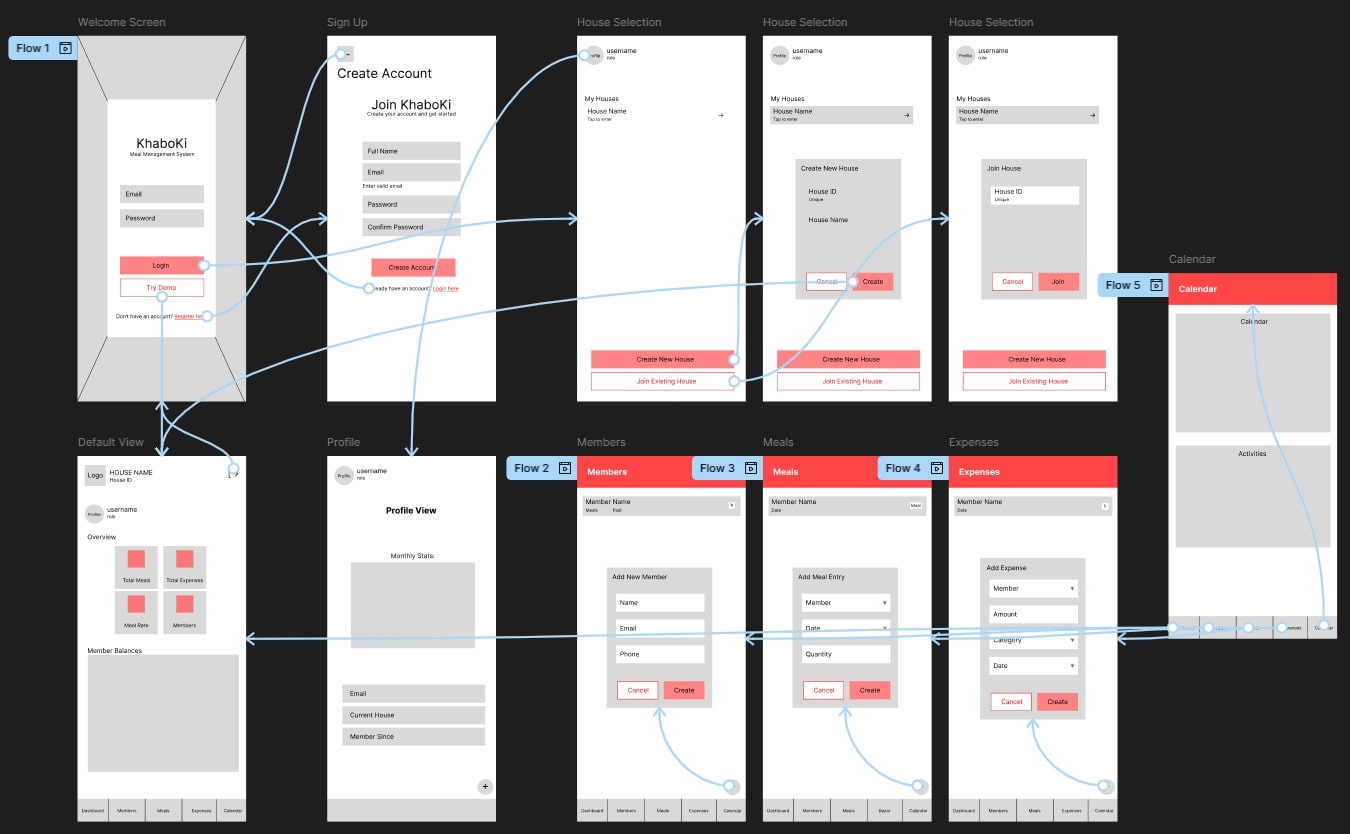 Welcome Screen
Flow 1
KhaboKi
Meal Management System
Email
Password
Login
Try Demo
Don't have an account? Register
Sign Up
Create Account
Join KhaboKi
Create your account and get started
Full Name
Email
Enter valid email
Password
Confirm Password
Create Account
have an account? Login here
House Selection
username
role
My Houses
House Name
Tap to enter
→
Create New House
Join Existing House
House Selection
Profile
username
role
My Houses
House Name
Tap to enter
→
Create New House
House ID
Unique
House Name
Cancel
Create
Create New House
Join Existing House
House Selection
Profile
username
role
My Houses
House Name
Tap to enter
→
Join House
House ID
Unique
Cancel
Join
Create New House
Join Existing House
Calendar
Flow 5
Calendar
Calendar
Activities
Default View
Logo
HOUSE NAME
House ID
Profile
username
role
Overview
Total Meals
Total Expenses
Meal Rate
Members
Member Balances
Dashboard
Members
Meals
Expenses
Calendar
Profile
Profile
username
role
Profile View
Monthly Stats:
Email
Current House
Member Since
+
Members
Flow 2
Members
Member Name
Meals
Paid
Add New Member
Name
Email
Phone
Cancel
Create
Dashboard
Members
Meals
Expenses
Calendar
Meals
Flow 3
Meals
Member Name
Date
Meal
Add Meal Entry
Member
Date
Quantity
Cancel
Create
Dashboard
Members
Meals
Bazar
Calendar
Expenses
Flow 4
Expenses
Member Name
Date
Add Expense
Member
Amount
Category
Date
Cancel
Create
Dashboard
Members
Meals
Expenses
Calendar